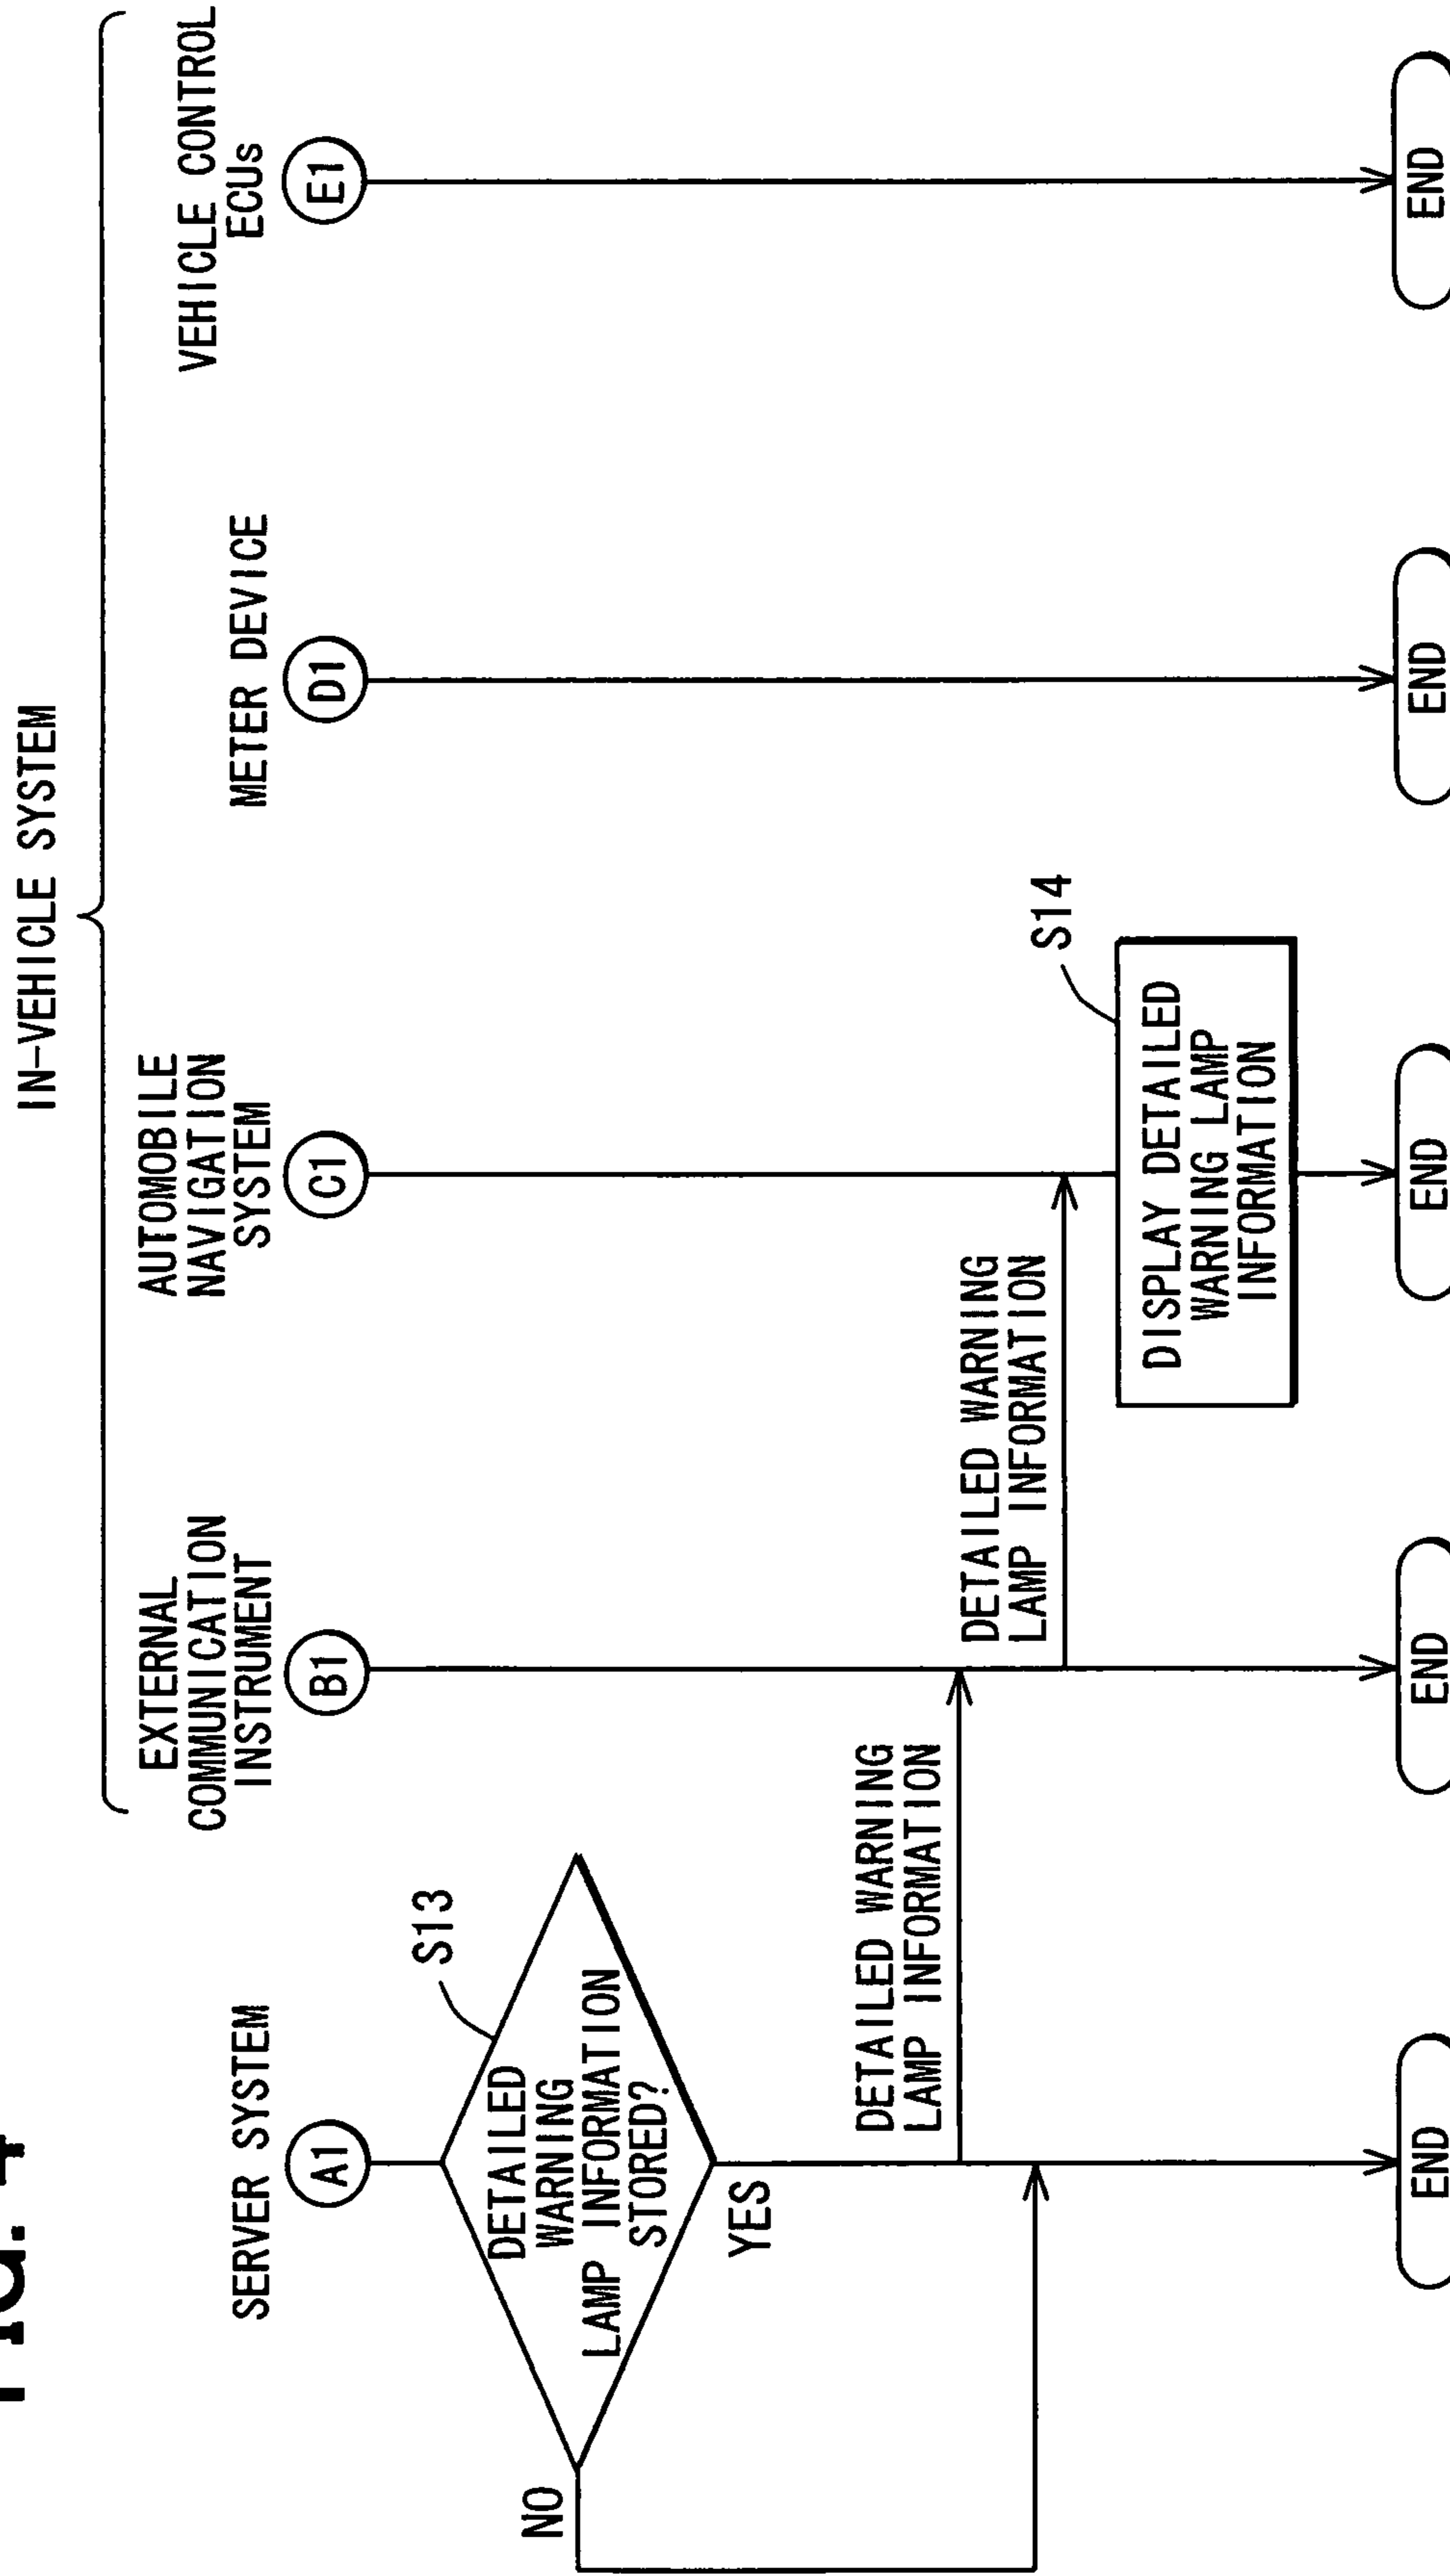 FIG. 4
IN-VEHICLE SYSTEM
SERVER SYSTEM
EXTERNAL
COMMUNICATION
INSTRUMENT
AUTOMOBILE
NAVIGATION
SYSTEM
METER DEVICE
VEHICLE CONTROL
ECUs
A1
B1
C1
D1
E1
S13
DETAILED
WARNING
LAMP INFORMATION
STORED?
NO
YES
DETAILED WARNING
LAMP INFORMATION
DETAILED WARNING
LAMP INFORMATION
S14
DISPLAY DETAILED
WARNING LAMP
INFORMATION
END
END
END
END
END